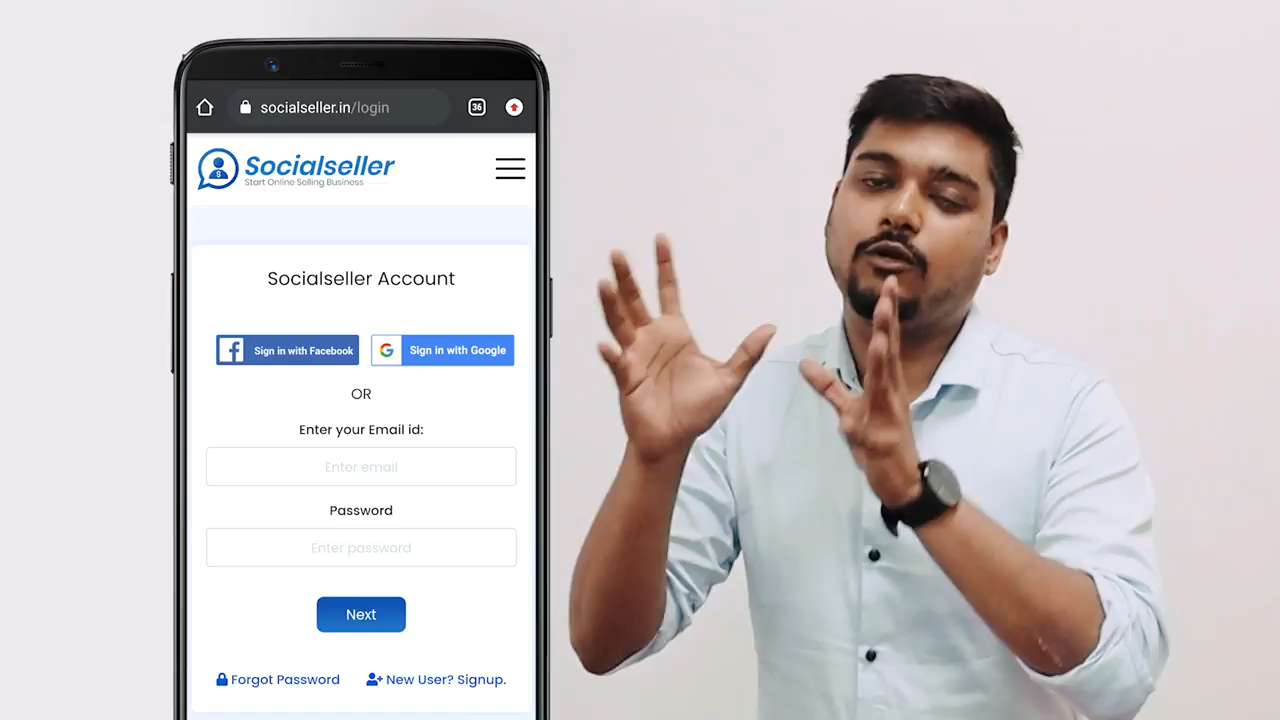 socialseller.in/login
36
Socialseller
Start Online Selling Business
Socialseller Account
Sign in with Facebook
Sign in with Google
OR
Enter your Email id:
Enter email
Password
Enter password
Next
Forgot Password
New User? Signup.